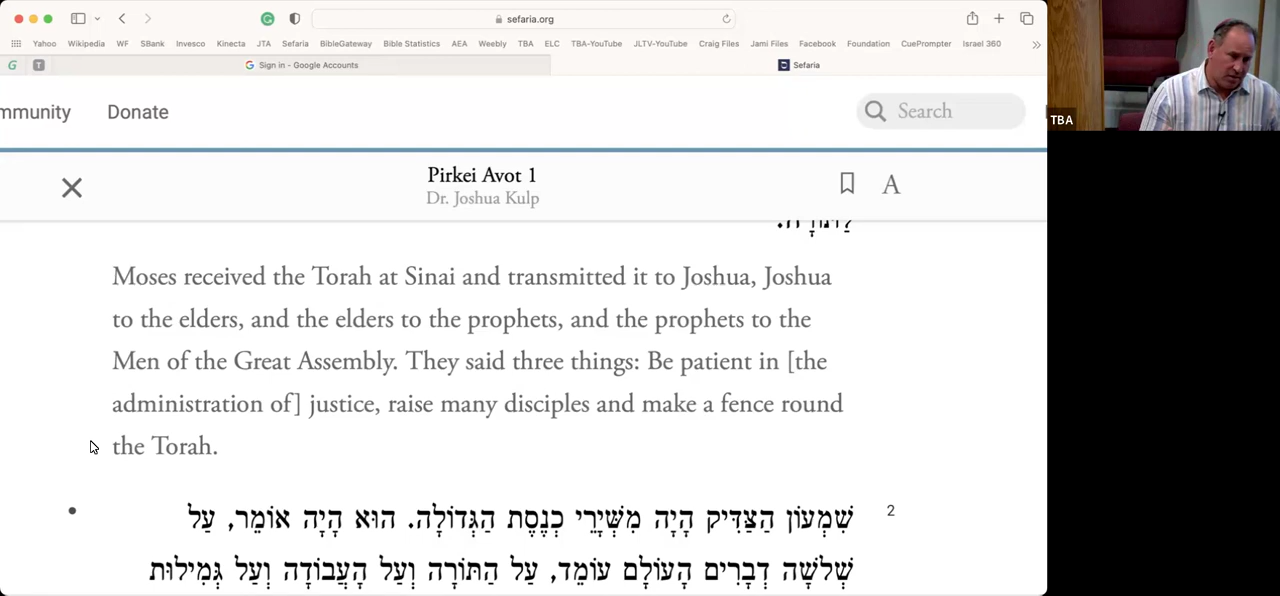 sefaria.org
Yahoo Wikipedia WF SBank Invesco Kinecta JTA Sefaria BibleGateway Bible Statistics AEA Weebly TBA ELC TBA-YouTube JLTV-YouTube Craig Files Jami Files Facebook Foundation CuePrompter Israel 360 »
G T G Sign in - Google Accounts Sefaria
mmunity Donate Search
TBA
Pirkei Avot 1
Dr. Joshua Kulp
A
Moses received the Torah at Sinai and transmitted it to Joshua, Joshua
to the elders, and the elders to the prophets, and the prophets to the
Men of the Great Assembly. They said three things: Be patient in [the
administration of] justice, raise many disciples and make a fence round
the Torah.
שִׁמְעוֹן הַצַּדִּיק הָיָה מִשְּׁיָרֵי כְנֶסֶת הַגְּדוֹלָה. הוּא הָיָה אוֹמֵר, עַל
2
שְׁלשָׁה דְבָרִים הָעוֹלָם עוֹמֵד, עַל הַתּוֹרָה וְעַל הָעֲבוֹדָה וְעַל גְּמִילוּת